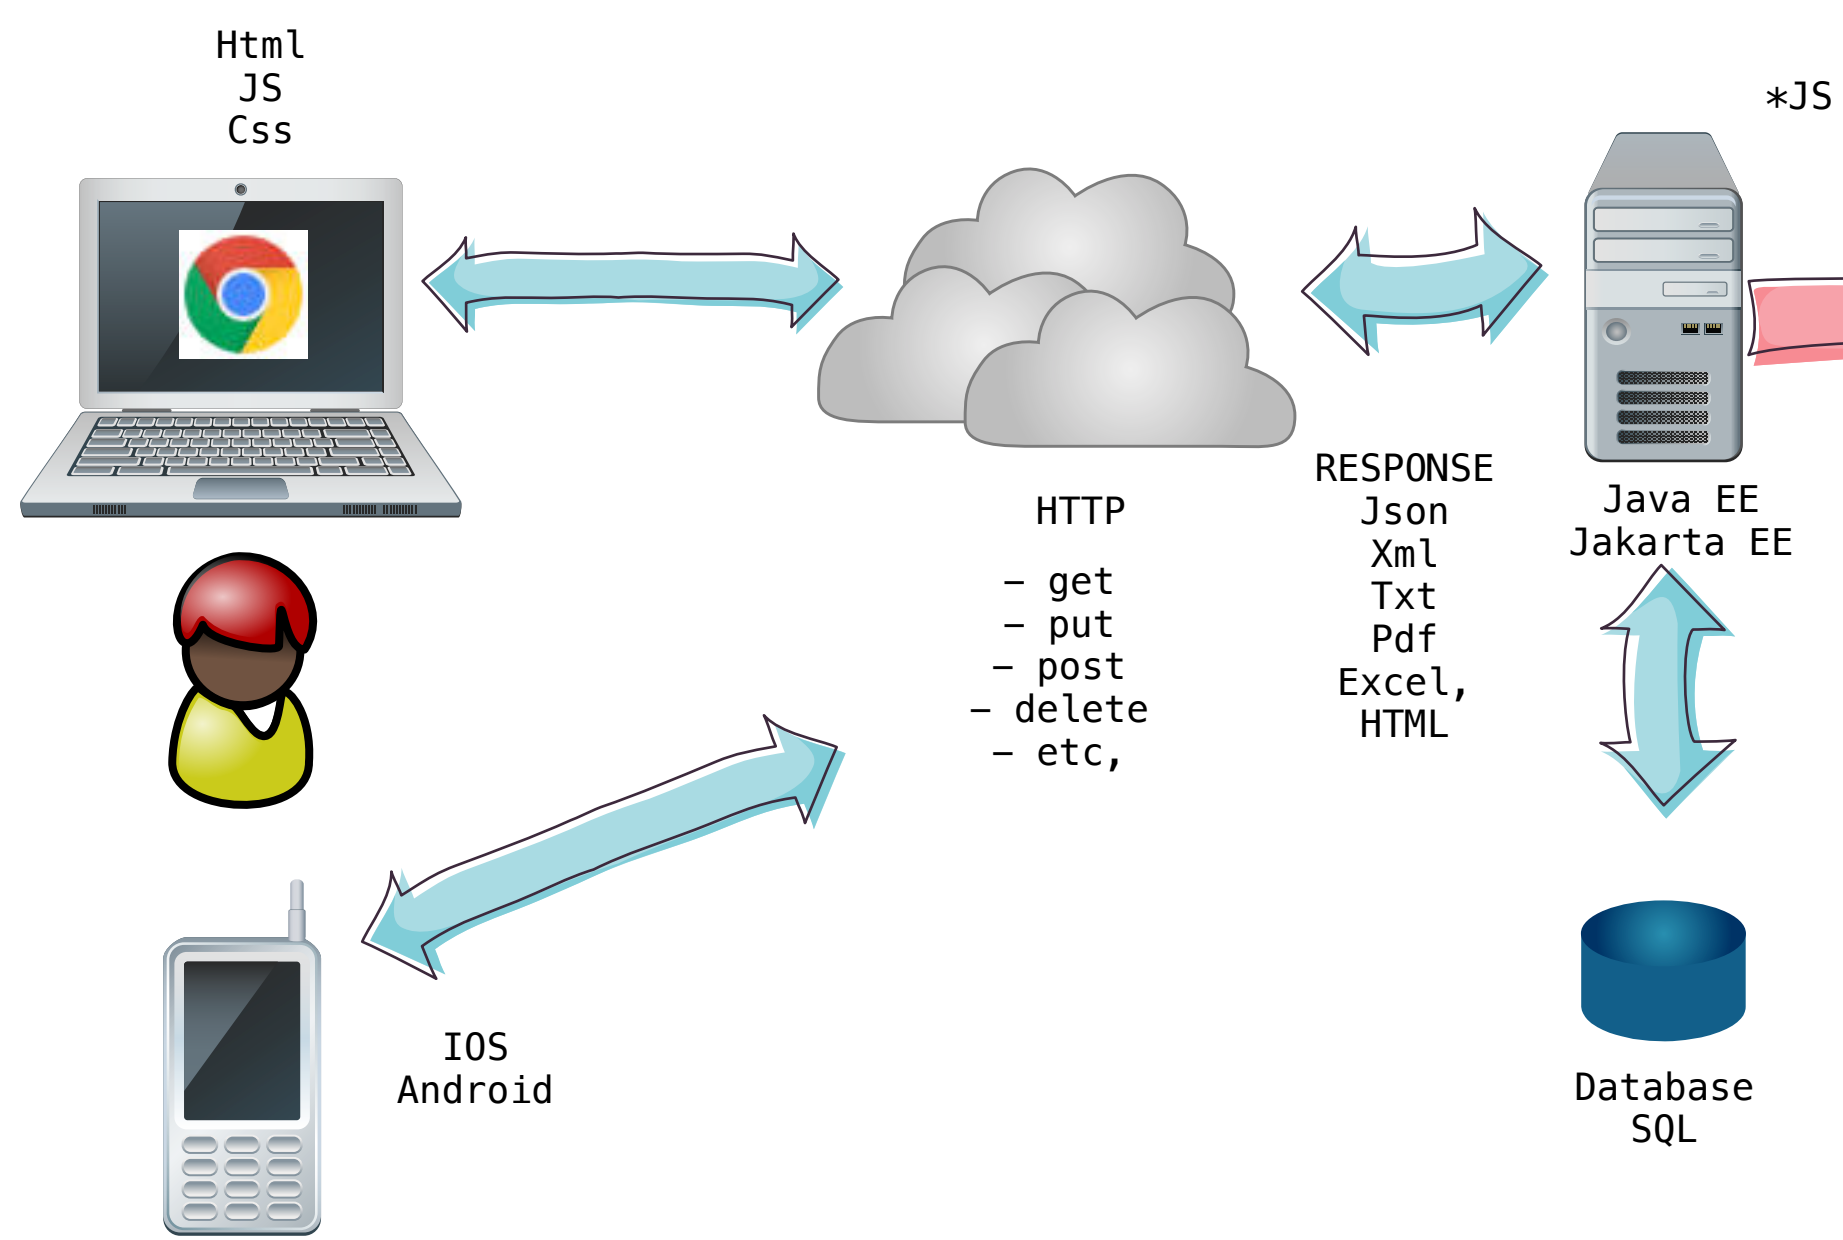 Html
JS
Css
*JS
HTTP
– get
– put
– post
– delete
– etc,
RESPONSE
Json
Xml
Txt
Pdf
Excel,
HTML
Java EE
Jakarta EE
IOS
Android
Database
SQL